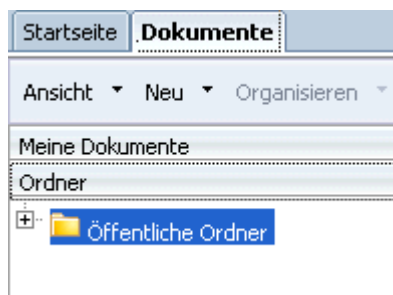 Startseite Dokumente
Ansicht Neu Organisieren
Meine Dokumente
Ordner
Öffentliche Ordner